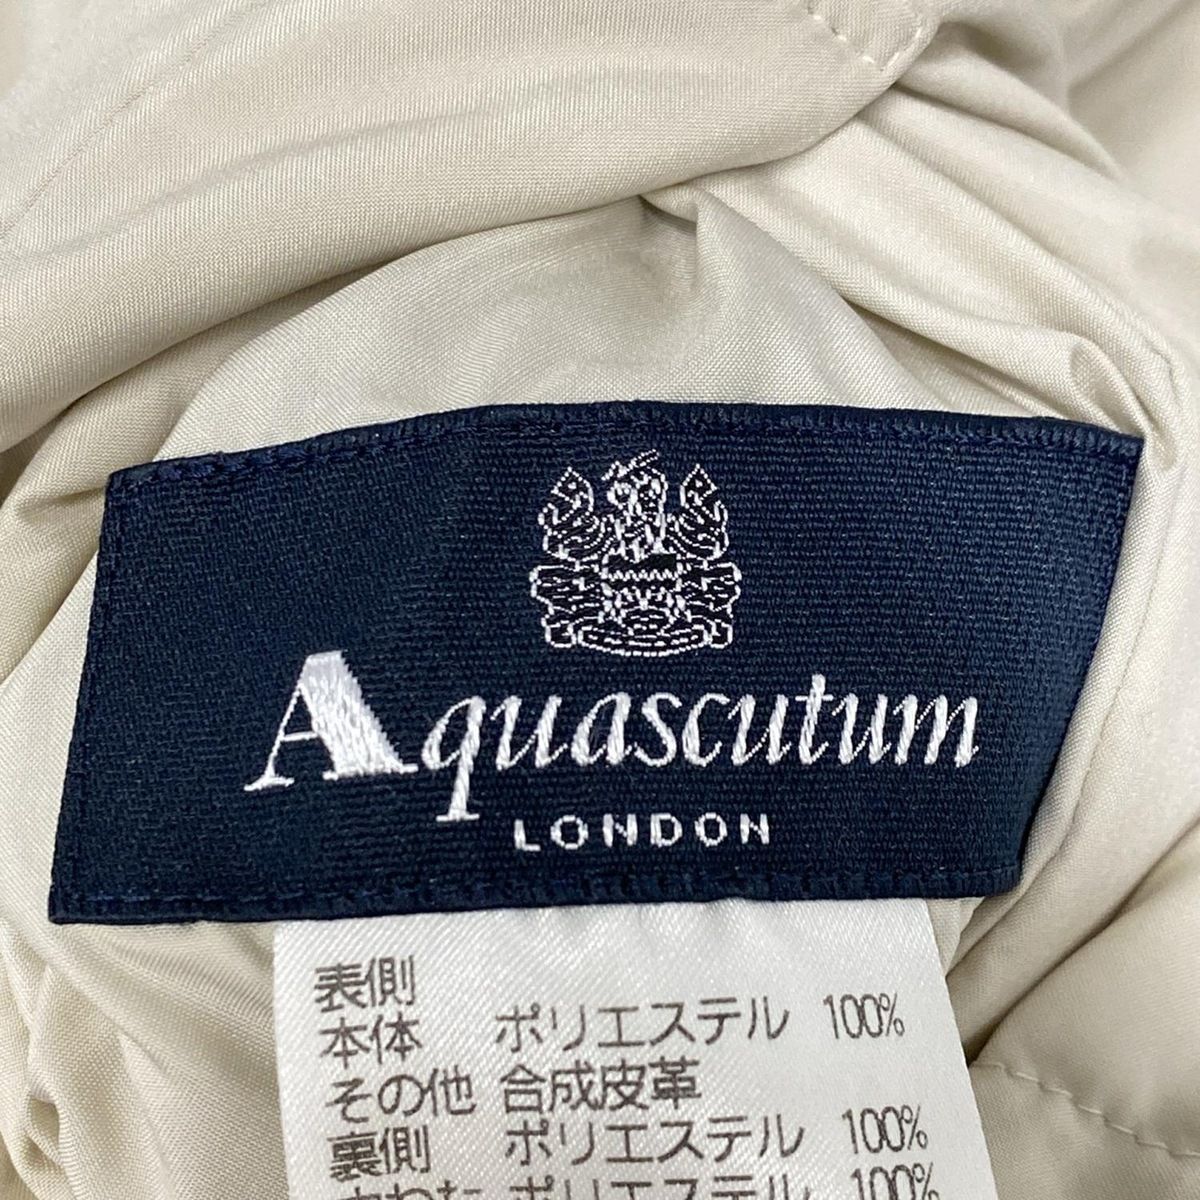 Aquascutum
LONDON
表側
本体 ポリエステル 100%
その他 合成皮革
裏側 ポリエステル 100%